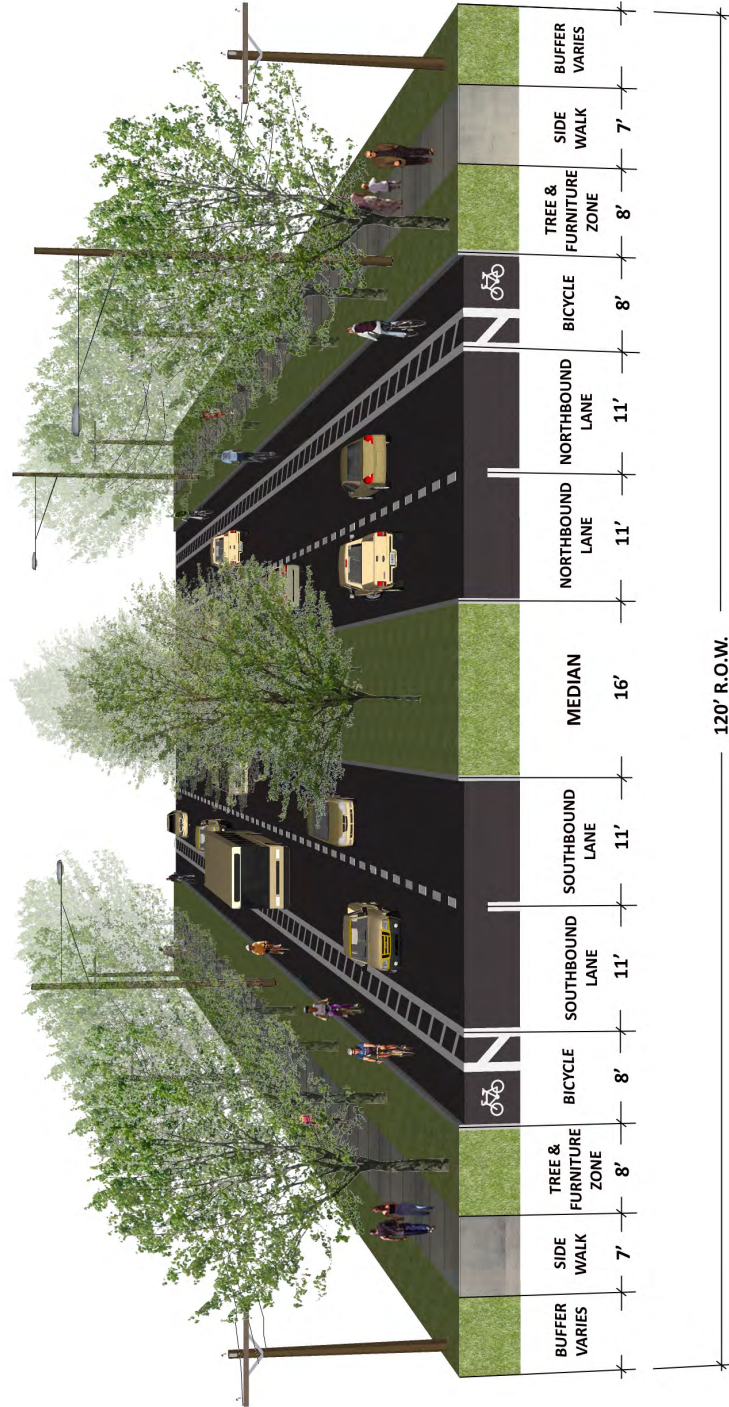 BUFFER
VARIES
SIDE
WALK
7'
TREE &
FURNITURE
ZONE
8'
BICYCLE
8'
SOUTHBOUND
LANE
11'
SOUTHBOUND
LANE
11'
MEDIAN
16'
NORTHBOUND
LANE
11'
NORTHBOUND
LANE
11'
BICYCLE
8'
TREE &
FURNITURE
ZONE
8'
SIDE
WALK
7'
BUFFER
VARIES
120' R.O.W.